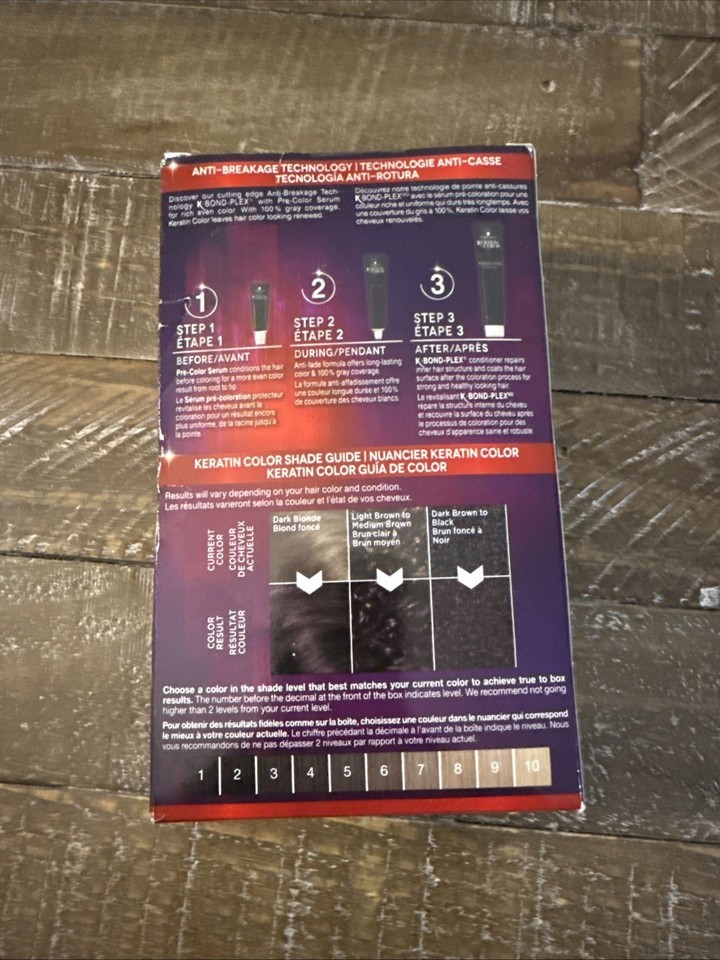 ANTI-BREAKAGE TECHNOLOGY | TECHNOLOGIE ANTI-CASSE
TECNOLOGÍA ANTI-ROTURA
Discover our cutting edge Anti-Breakage Tech-
nology K-BOND-PLEX® with Pre-Color Serum
for rich even color. With 100% gray coverage,
Keratin Color leaves hair color looking renewed.
Découvrez notre technologie de pointe anti-cassures
K-BOND-PLEX avec le sérum pré-coloration pour une
couleur riche et uniforme qui dure très longtemps. Avec
une couverture du gris à 100%, Keratin Color laisse vos
cheveux renouvelés.
1
STEP 1
ÉTAPE 1
BEFORE/AVANT
Pre-Color Serum conditions the hair
before coloring for a more even color
result from root to tip.
Le Sérum pré-coloration protecteur
revitalise les cheveux avant la
coloration pour un résultat encore
plus uniforme, de la racine jusqu'à
la pointe.
2
STEP 2
ÉTAPE 2
DURING/PENDANT
Anti-fade formula offers long-lasting
color & 100% gray coverage.
La formule anti-affadissement offre
une couleur longue durée et 100%
de couverture des cheveux blancs.
3
STEP 3
ÉTAPE 3
AFTER/APRÈS
K-BOND-PLEX® conditioner repairs
inner hair structure and coats the hair
surface after the coloration process for
strong and healthy looking hair.
Le revitalisant K-BOND-PLEX
répare la structure interne du cheveu
et recouvre la surface du cheveu après
le processus de coloration pour des
cheveux d'apparence saine et robuste.
KERATIN COLOR SHADE GUIDE | NUANCIER KERATIN COLOR
KERATIN COLOR GUÍA DE COLOR
Results will vary depending on your hair color and condition.
Les résultats varieront selon la couleur et l'état de vos cheveux.
CURRENT
COLOR
COULEUR
DE CHEVEUX
ACTUELLE
Dark Blonde
Blond foncé
Light Brown to
Medium Brown
Brun clair à
Brun moyen
Dark Brown to
Black
Brun foncé à
Noir
COLOR
RESULT
RÉSULTAT
COULEUR
Choose a color in the shade level that best matches your current color to achieve true to box
results. The number before the decimal at the front of the box indicates level. We recommend not going
higher than 2 levels from your current level.
Pour obtenir des résultats fidèles comme sur la boîte, choisissez une couleur dans le nuancier qui correspond
le mieux à votre couleur actuelle. Le chiffre précédant la décimale à l'avant de la boîte indique le niveau. Nous
vous recommandons de ne pas dépasser 2 niveaux par rapport à votre niveau actuel.
1 2 3 4 5 6 7 8 9 10